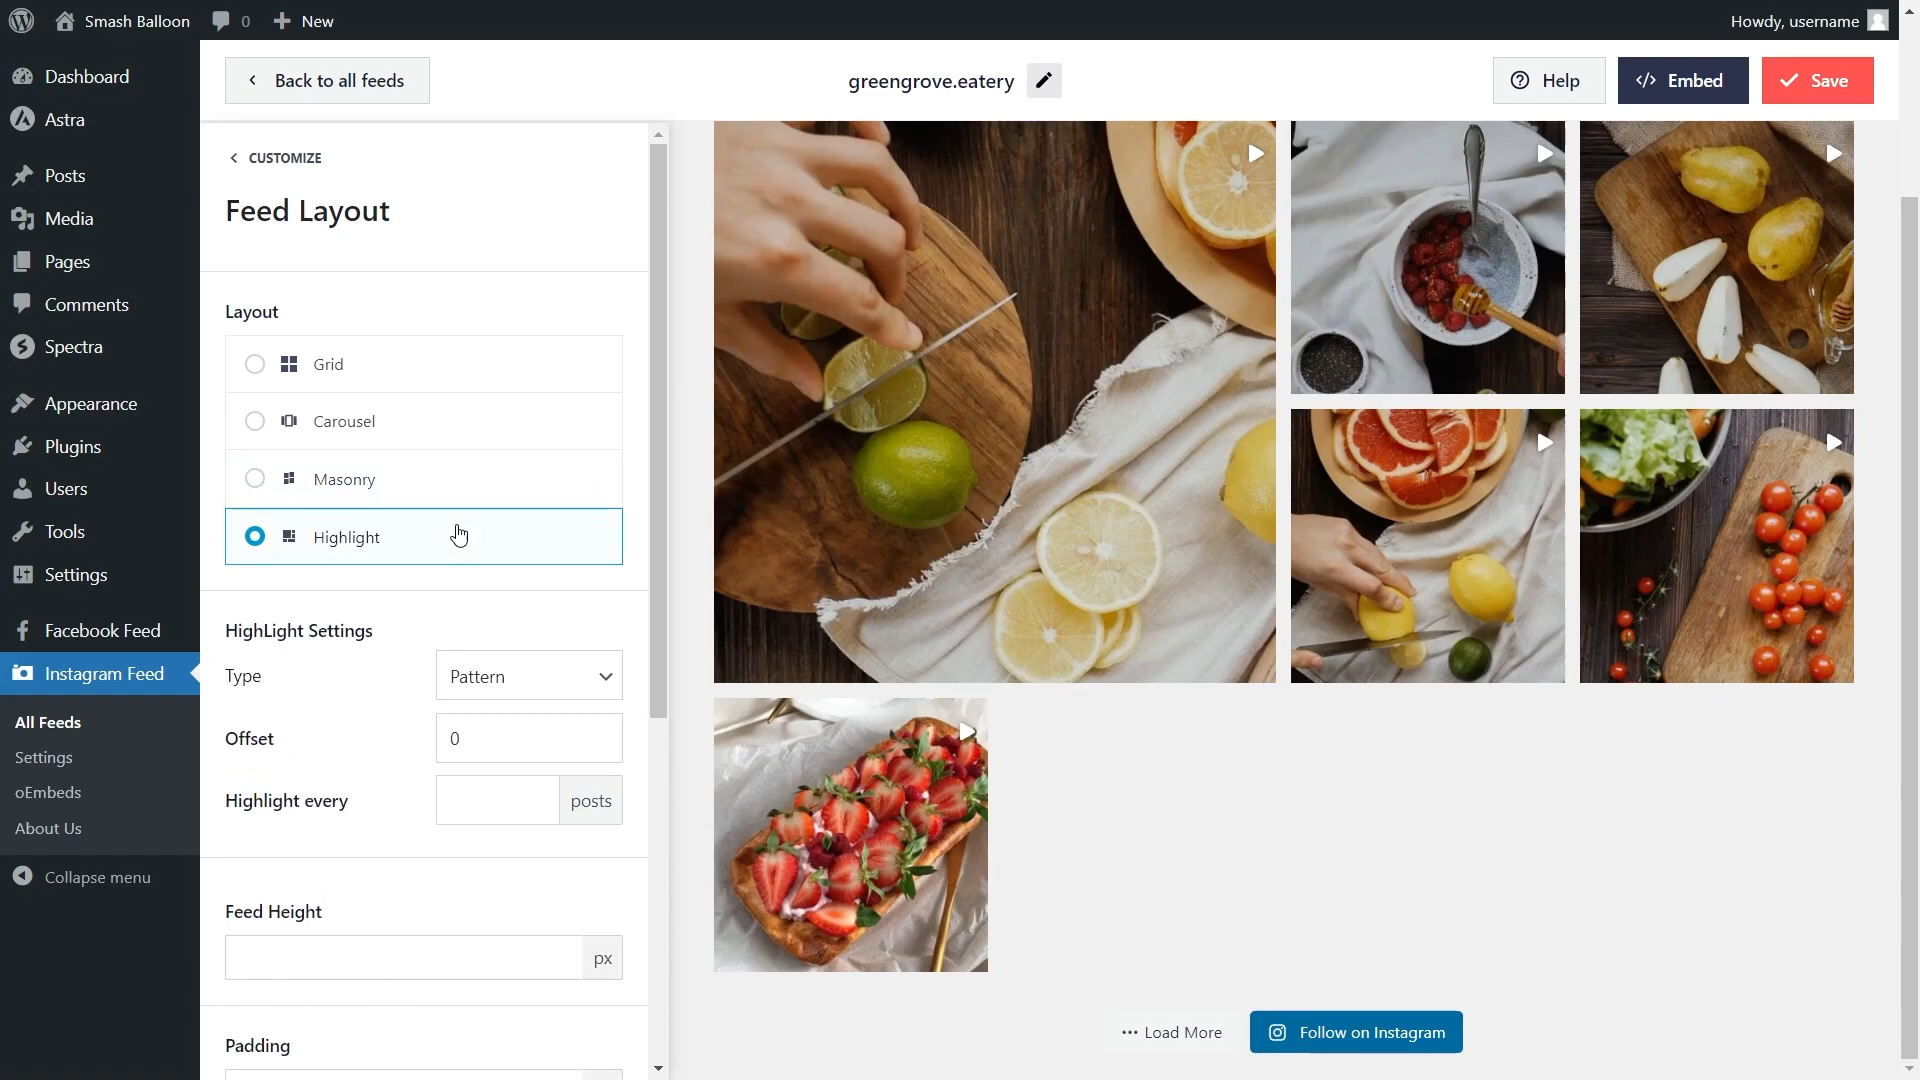 Smash Balloon
0
New
Howdy, username
Dashboard
Astra
Posts
Media
Pages
Comments
Spectra
Appearance
Plugins
Users
Tools
Settings
Facebook Feed
Instagram Feed
All Feeds
Settings
oEmbeds
About Us
Collapse menu
Back to all feeds
greengrove.eatery
Help
Embed
Save
CUSTOMIZE
Feed Layout
Layout
Grid
Carousel
Masonry
Highlight
HighLight Settings
Type
Pattern
Offset
0
Highlight every
posts
Feed Height
px
Padding
Load More
Follow on Instagram